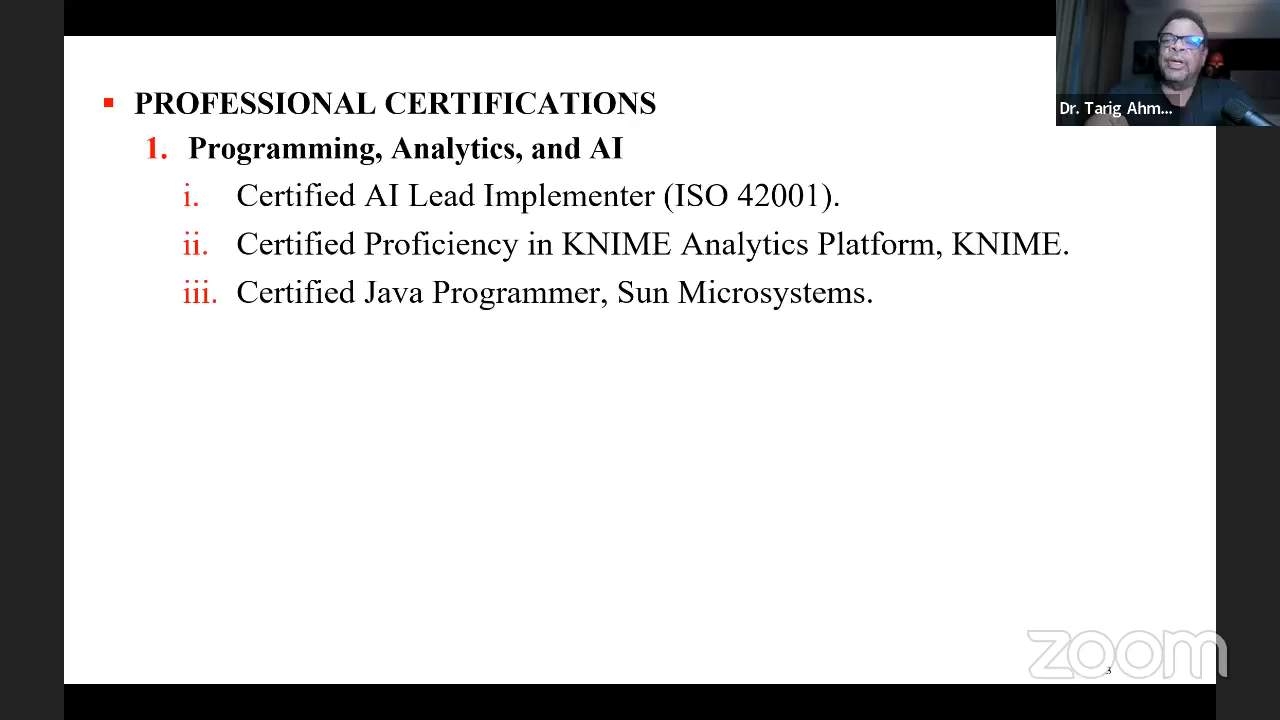 PROFESSIONAL CERTIFICATIONS
1. Programming, Analytics, and AI
i. Certified AI Lead Implementer (ISO 42001).
ii. Certified Proficiency in KNIME Analytics Platform, KNIME.
iii. Certified Java Programmer, Sun Microsystems.
Dr. Tarig Ahm...
zoom
3